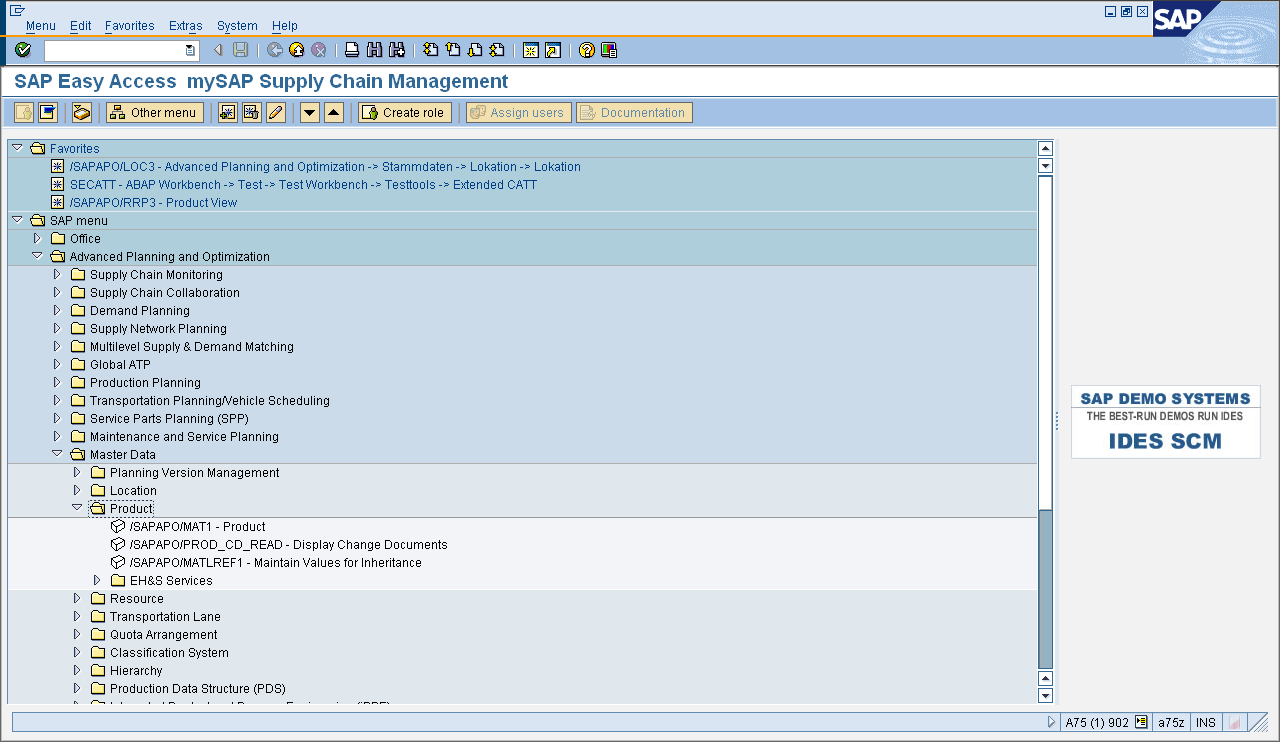 Menu Edit Favorites Extras System Help
SAP
SAP Easy Access mySAP Supply Chain Management
Other menu Create role Assign users Documentation
Favorites
/SAPAPO/LOC3 - Advanced Planning and Optimization -> Stammdaten -> Lokation -> Lokation
SECATT - ABAP Workbench -> Test -> Test Workbench -> Testtools -> Extended CATT
/SAPAPO/RRP3 - Product View
SAP menu
Office
Advanced Planning and Optimization
Supply Chain Monitoring
Supply Chain Collaboration
Demand Planning
Supply Network Planning
Multilevel Supply & Demand Matching
Global ATP
Production Planning
Transportation Planning/Vehicle Scheduling
Service Parts Planning (SPP)
Maintenance and Service Planning
Master Data
Planning Version Management
Location
Product
/SAPAPO/MAT1 - Product
/SAPAPO/PROD_CD_READ - Display Change Documents
/SAPAPO/MATLREF1 - Maintain Values for Inheritance
EH&S Services
Resource
Transportation Lane
Quota Arrangement
Classification System
Hierarchy
Production Data Structure (PDS)
SAP DEMO SYSTEMS
THE BEST-RUN DEMOS RUN IDES
IDES SCM
A75 (1) 902 a75z INS